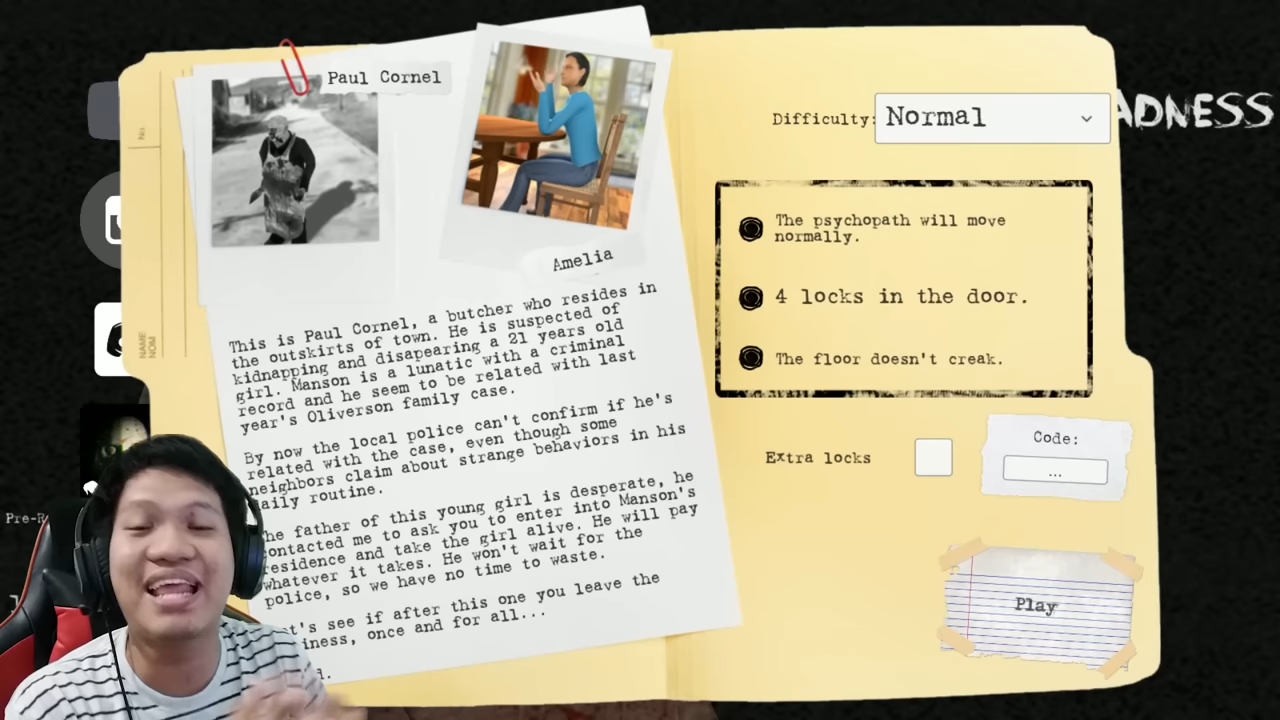 Paul Cornel
Amelia
This is Paul Cornel, a butcher who resides in
the outskirts of town. He is suspected of
kidnapping and disapearing a 21 years old
girl. Manson is a lunatic with a criminal
record and he seem to be related with last
year's Oliverson family case.
By now the local police can't confirm if he's
related with the case, even though some
neighbors claim about strange behaviors in his
daily routine.
he father of this young girl is desperate, he
contacted me to ask you to enter into Manson's
residence and take the girl alive. He will pay
whatever it takes. He won't wait for the
police, so we have no time to waste.
t's see if after this one you leave the
iness, once and for all...
a.
No.
NAME
NOM
Difficulty:
Normal
ADNESS
The psychopath will move
normally.
4 locks in the door.
The floor doesn't creak.
Extra locks
Code:
...
Play
Pre-R